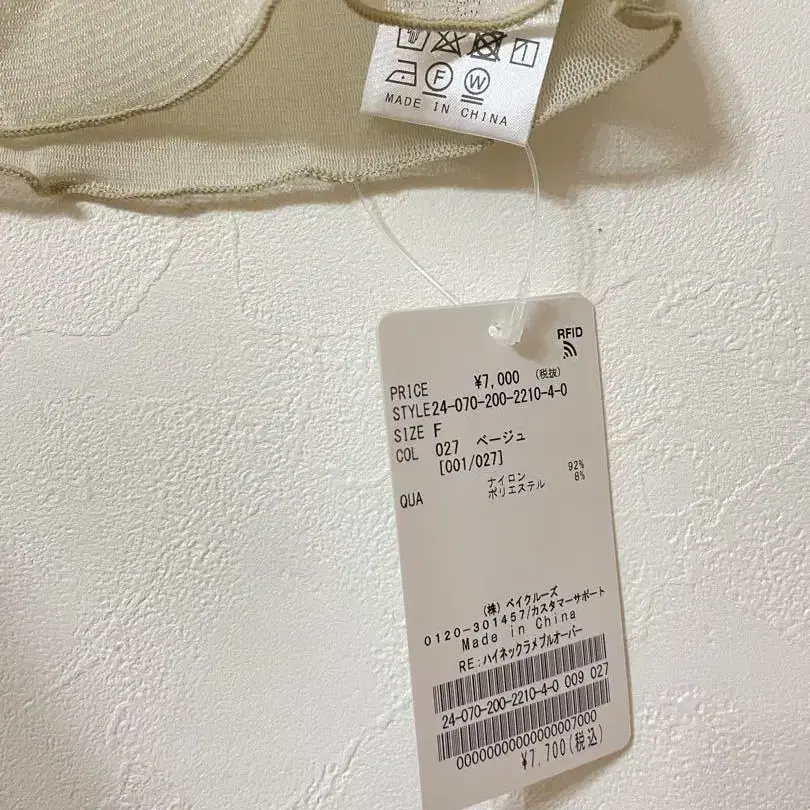 F W
MADE IN CHINA
RFID
PRICE ¥7,000 (税抜)
STYLE24-070-200-2210-4-0
SIZE F
COL 027 ベージュ
[001/027]
QUA ナイロン 92%
ポリエステル 8%
(株) ベイクルーズ
0120-301457/カスタマーサポート
Made in China
RE:ハイネックラメプルオーバー
24-070-200-2210-4-0 009 027
00000000000000007000
¥7,700(税込)